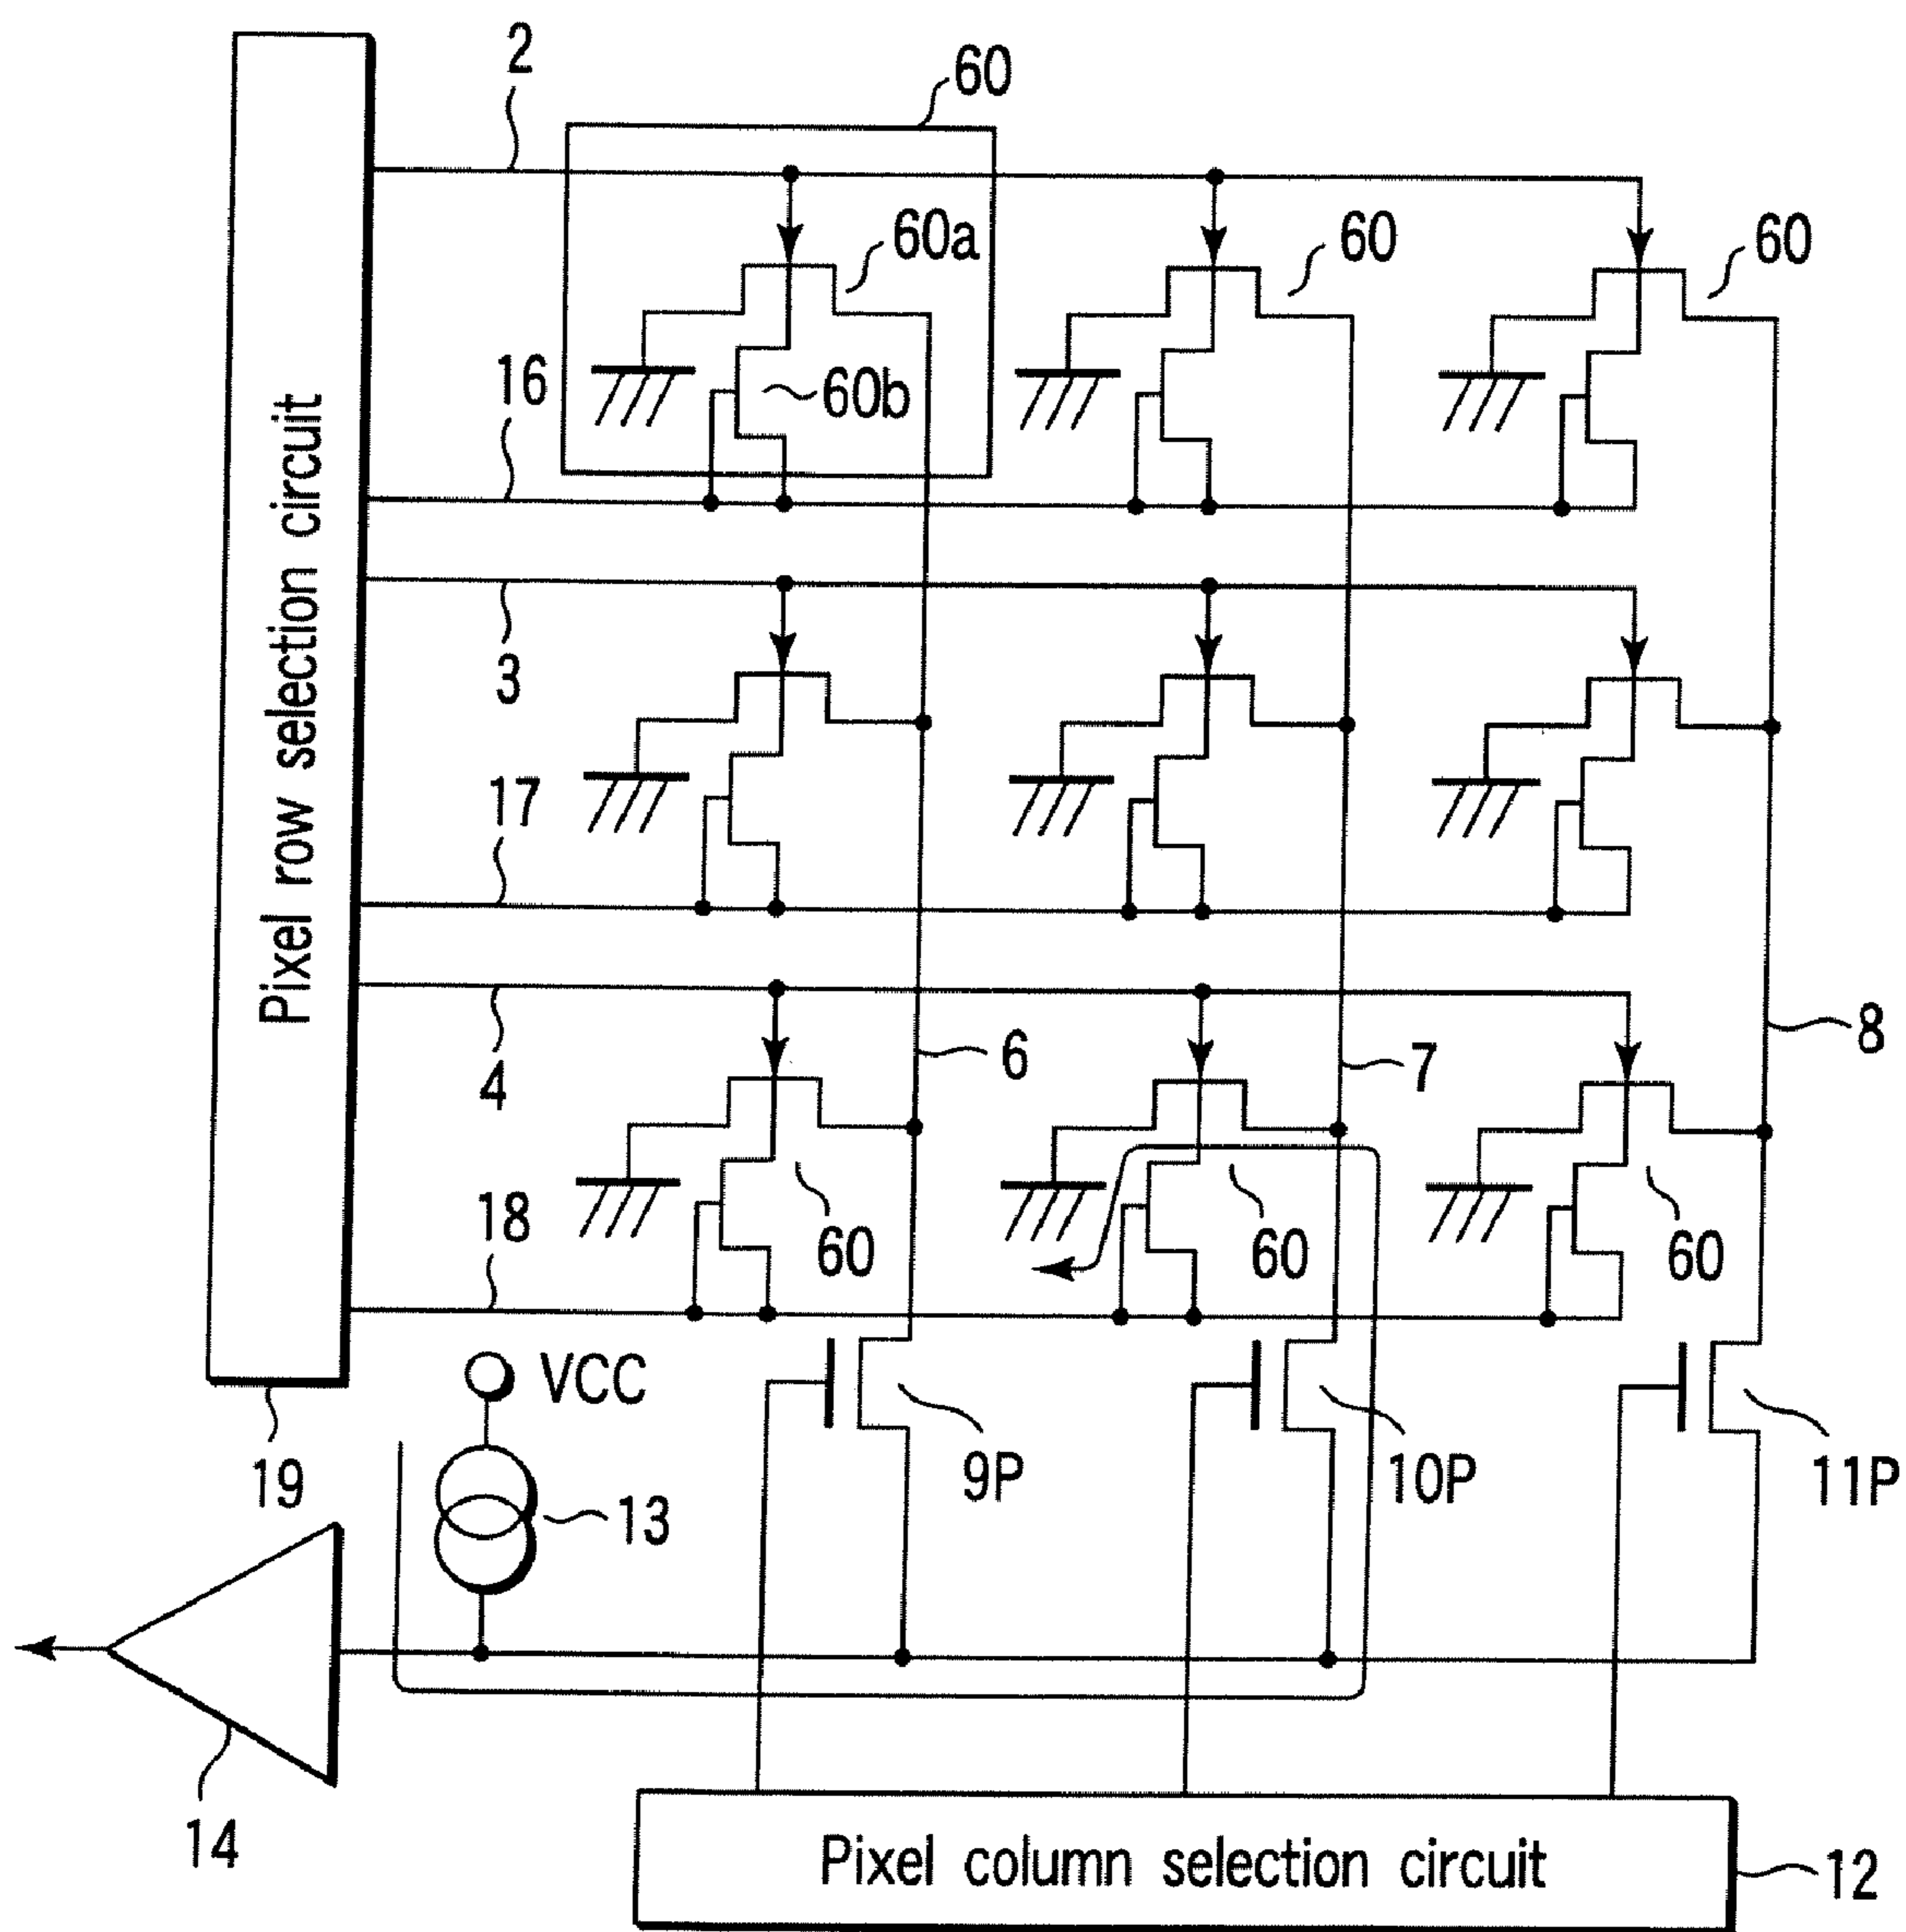 2
60
60a
60
60
16
60b
Pixel row selection circuit
3
17
6
7
8
4
18
60
60
60
VCC
19
13
9P
10P
11P
14
Pixel column selection circuit
12